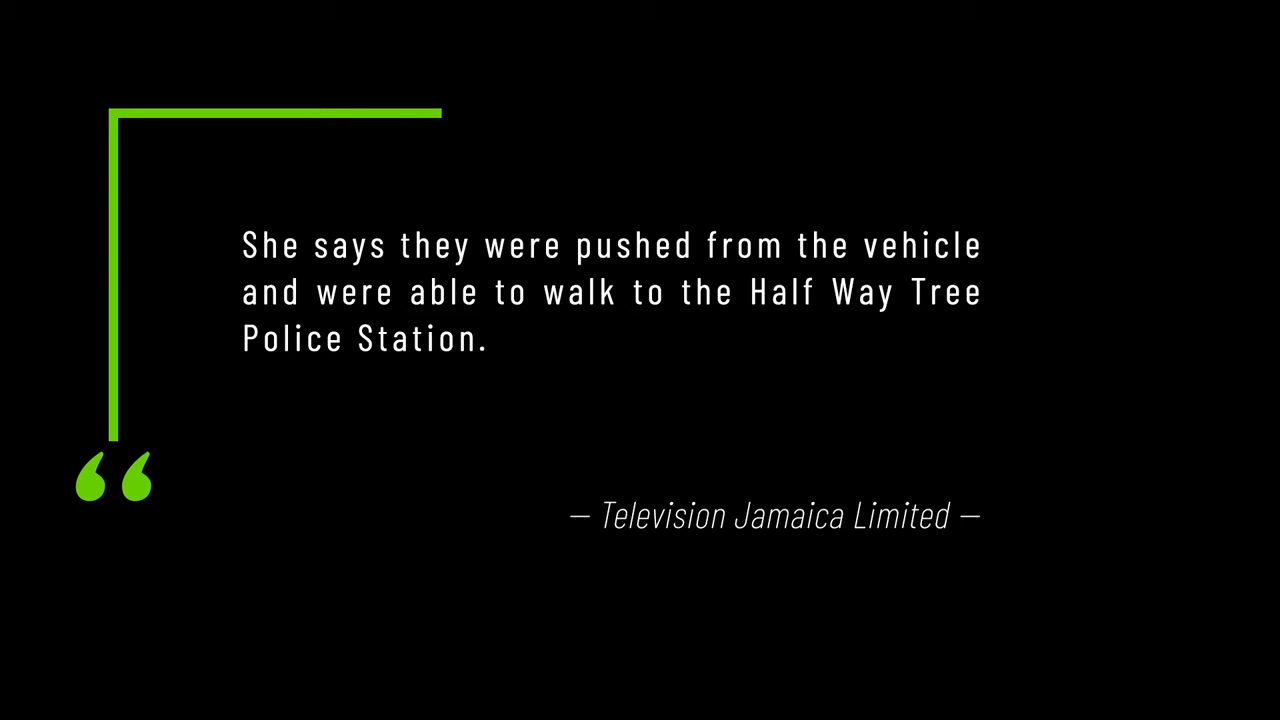 She says they were pushed from the vehicle
and were able to walk to the Half Way Tree
Police Station.
“
— Television Jamaica Limited —